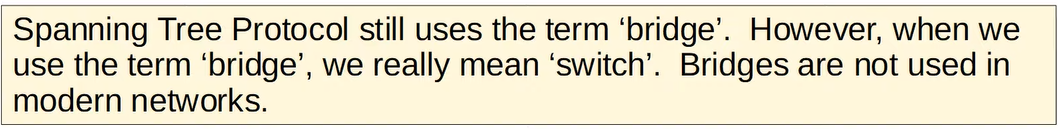 Spanning Tree Protocol still uses the term ‘bridge’.  However, when we
use the term ‘bridge’, we really mean ‘switch’.  Bridges are not used in
modern networks.